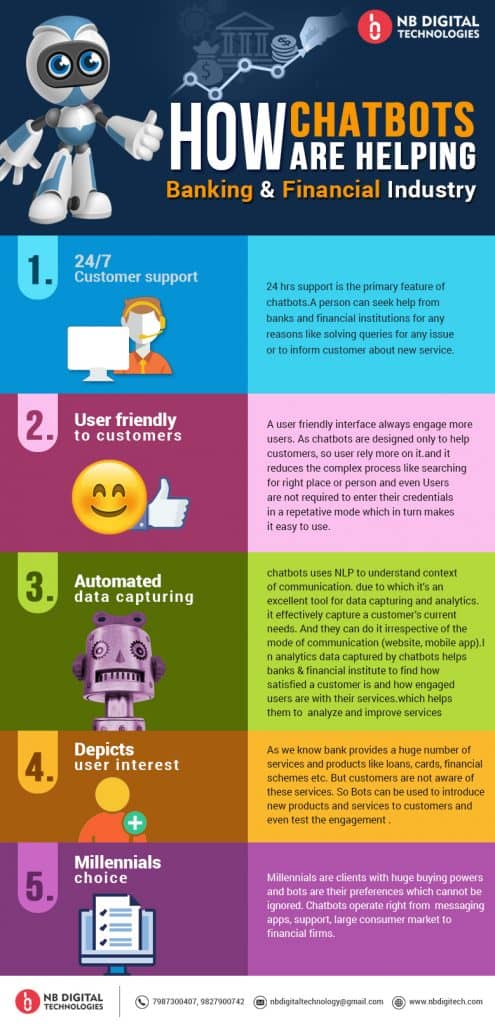 NB DIGITAL
TECHNOLOGIES
HOW CHATBOTS
ARE HELPING
Banking & Financial Industry
1.
24/7
Customer support
24 hrs support is the primary feature of
chatbots.A person can seek help from
banks and financial institutions for any
reasons like solving queries for any issue
or to inform customer about new service.
2.
User friendly
to customers
A user friendly interface always engage more
users. As chatbots are designed only to help
customers, so user rely more on it.and it
reduces the complex process like searching
for right place or person and even Users
are not required to enter their credentials
in a repetative mode which in turn makes
it easy to use.
3.
Automated
data capturing
chatbots uses NLP to understand context
of communication. due to which it's an
excellent tool for data capturing and analytics.
it effectively capture a customer's current
needs. And they can do it irrespective of the
mode of communication (website, mobile app).I
n analytics data captured by chatbots helps
banks & financial institute to find how
satisfied a customer is and how engaged
users are with their services.which helps
them to analyze and improve services
4.
Depicts
user interest
As we know bank provides a huge number of
services and products like loans, cards, financial
schemes etc. But customers are not aware of
these services. So Bots can be used to introduce
new products and services to customers and
even test the engagement .
5.
Millennials
choice
Millennials are clients with huge buying powers
and bots are their preferences which cannot be
ignored. Chatbots operate right from messaging
apps, support, large consumer market to
financial firms.
NB DIGITAL
TECHNOLOGIES
7987300407, 9827900742
nbdigitaltechnology@gmail.com
www.nbdigitech.com